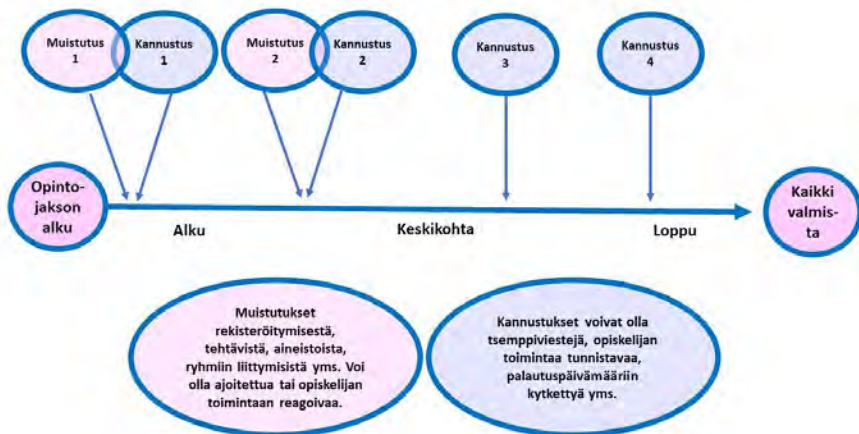 Muistutus
1
Kannustus
1
Muistutus
2
Kannustus
2
Kannustus
3
Kannustus
4
Opinto-
jakson
alku
Alku
Keskikohta
Loppu
Kaikki
valmis-
ta
Muistutukset
rekisteröitymisestä,
tehtävistä, aineistoista,
ryhmiin liittymisistä yms. Voi
olla ajoitettua tai opiskelijan
toimintaan reagoivaa.
Kannustukset voivat olla
tsemppiviestejä, opiskelijan
toimintaa tunnistavaa,
palautuspäivämääriin
kytkettyä yms.